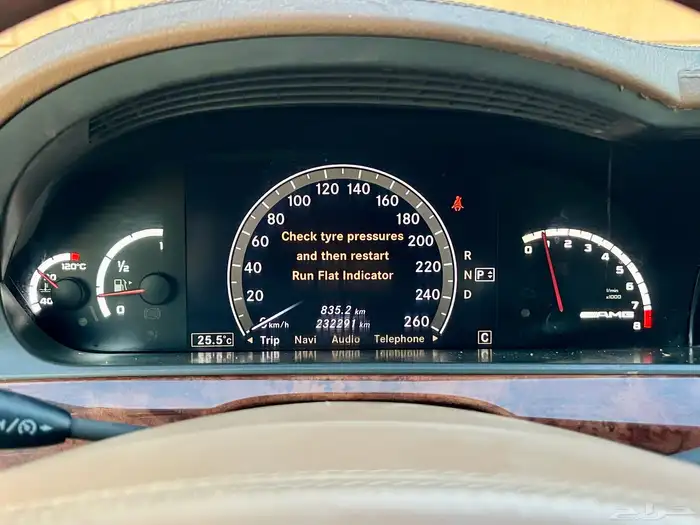 120°C
40
1
½
0
20
40
60
80
100
120
140
160
180
200
220
240
260
Check tyre pressures
and then restart
Run Flat Indicator
835.2 km
232291 km
km/h
25.5°C
Trip Navi Audio Telephone
R
N P
D
C
0
1
2
3
4
5
6
7
8
1/min
x1000
AMG
حراج